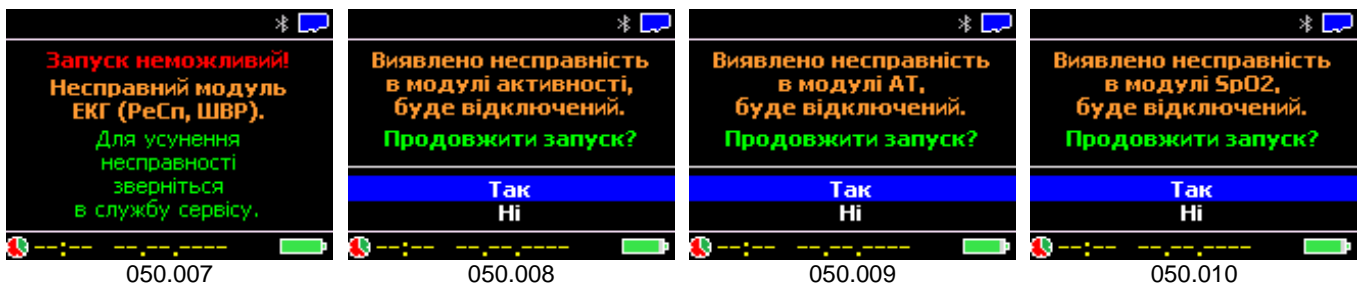 Запуск неможливий!
Несправний модуль
ЕКГ (РеСп, ШВР).
Для усунення
несправності
зверніться
в службу сервісу.
--:-- --.--.----
050.007
Виявлено несправність
в модулі активності,
буде відключений.
Продовжити запуск?
Так
Ні
--:-- --.--.----
050.008
Виявлено несправність
в модулі АТ,
буде відключений.
Продовжити запуск?
Так
Ні
--:-- --.--.----
050.009
Виявлено несправність
в модулі SpO2,
буде відключений.
Продовжити запуск?
Так
Ні
--:-- --.--.----
050.010